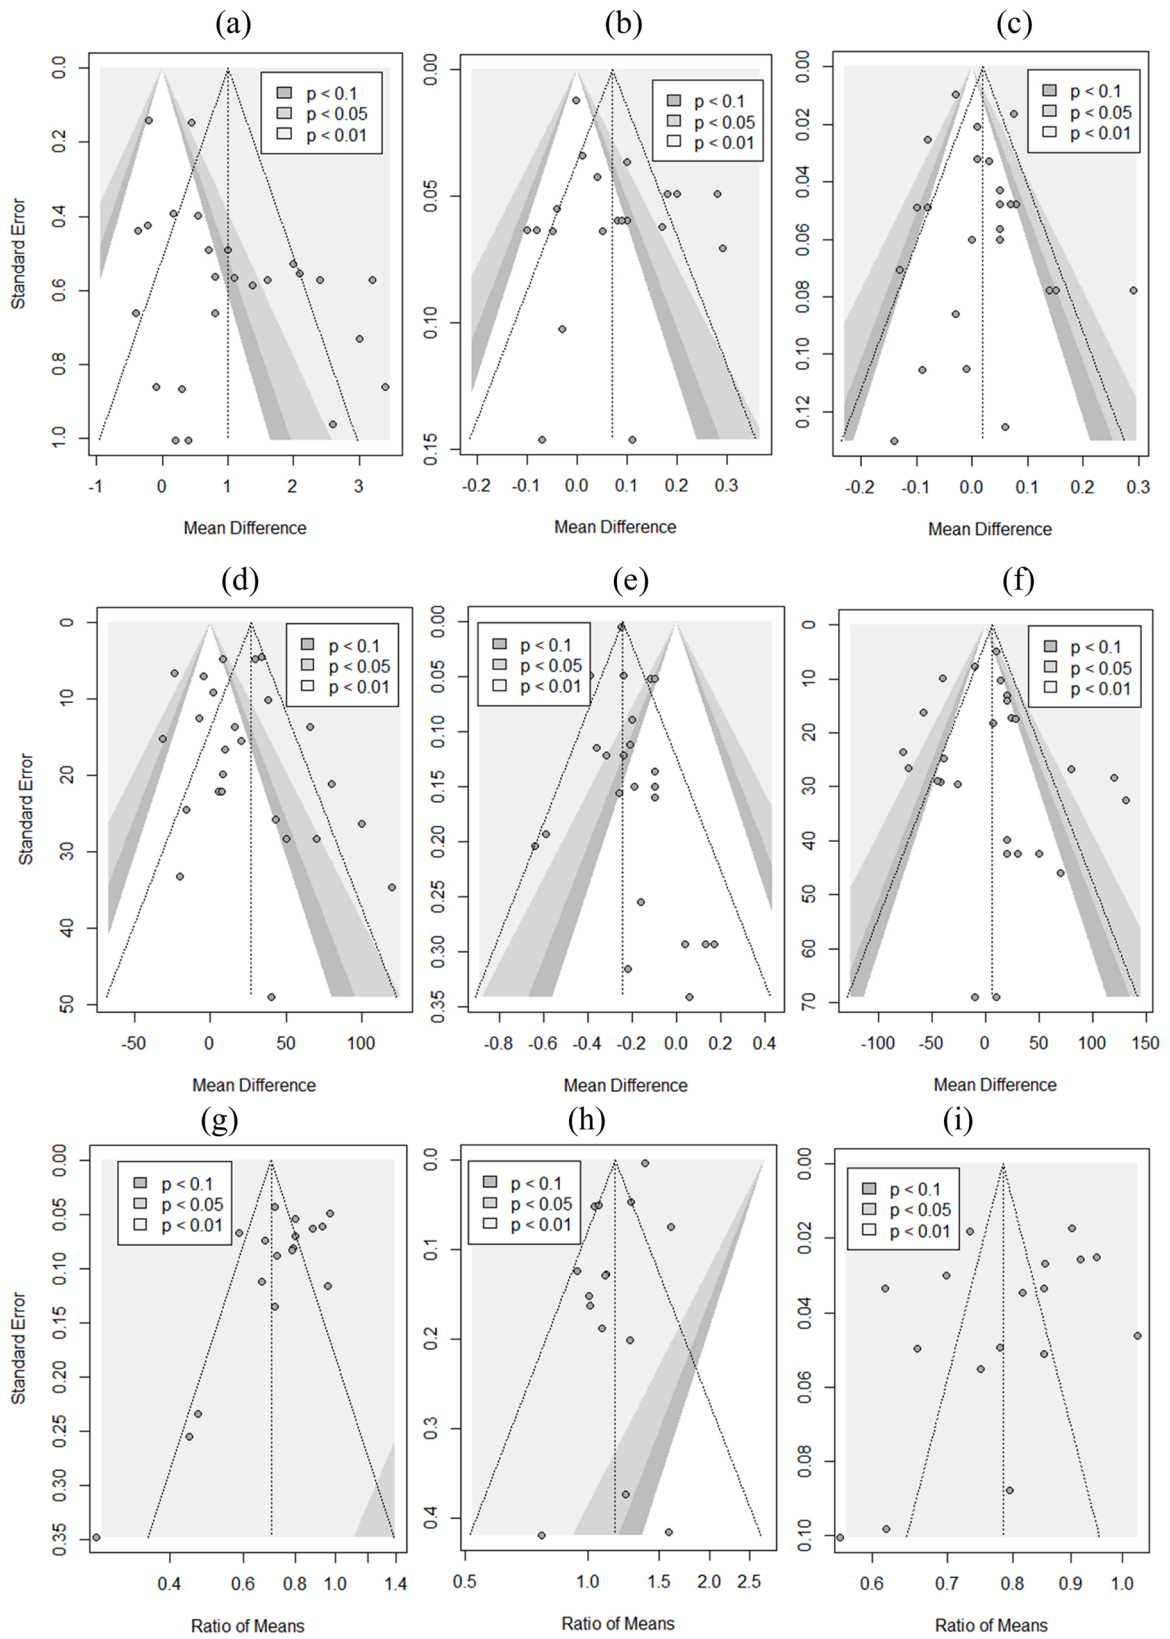 (a)
(b)
(c)
0.0
0.2
0.4
0.6
0.8
1.0
Standard Error
p < 0.1
p < 0.05
p < 0.01
-1
0
1
2
3
Mean Difference
0.00
0.05
0.10
0.15
p < 0.1
p < 0.05
p < 0.01
-0.2
-0.1
0.0
0.1
0.2
0.3
Mean Difference
0.00
0.02
0.04
0.06
0.08
0.10
0.12
p < 0.1
p < 0.05
p < 0.01
-0.2
-0.1
0.0
0.1
0.2
0.3
Mean Difference
(d)
(e)
(f)
0
10
20
30
40
50
Standard Error
p < 0.1
p < 0.05
p < 0.01
-50
0
50
100
Mean Difference
0.00
0.05
0.10
0.15
0.20
0.25
0.30
0.35
p < 0.1
p < 0.05
p < 0.01
-0.8
-0.6
-0.4
-0.2
0.0
0.2
0.4
Mean Difference
0
10
20
30
40
50
60
70
p < 0.1
p < 0.05
p < 0.01
-100
-50
0
50
100
150
Mean Difference
(g)
(h)
(i)
0.00
0.05
0.10
0.15
0.20
0.25
0.30
0.35
Standard Error
p < 0.1
p < 0.05
p < 0.01
0.4
0.6
0.8
1.0
1.4
Ratio of Means
0.0
0.1
0.2
0.3
0.4
p < 0.1
p < 0.05
p < 0.01
0.5
1.0
1.5
2.0
2.5
Ratio of Means
0.00
0.02
0.04
0.06
0.08
0.10
p < 0.1
p < 0.05
p < 0.01
0.6
0.7
0.8
0.9
1.0
Ratio of Means